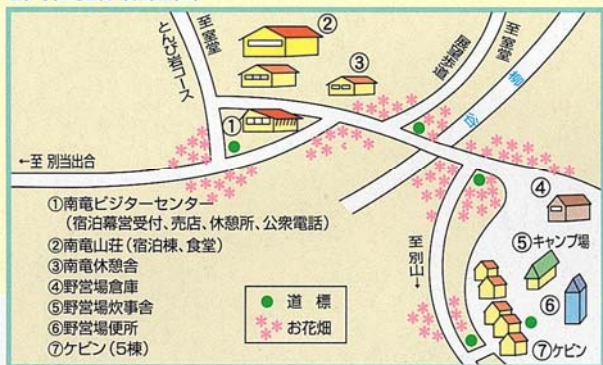 至室堂
とんび岩コース
②
③
①
展望歩道
至室堂
柳谷
←至 別当出合
①南竜ビジターセンター
(宿泊幕営受付、売店、休憩所、公衆電話)
②南竜山荘(宿泊棟、食堂)
③南竜休憩舎
④野営場倉庫
⑤野営場炊事舎
⑥野営場便所
⑦ケビン(5棟)
道標
お花畑
至別山→
④
⑤キャンプ場
⑥
⑦ケビン